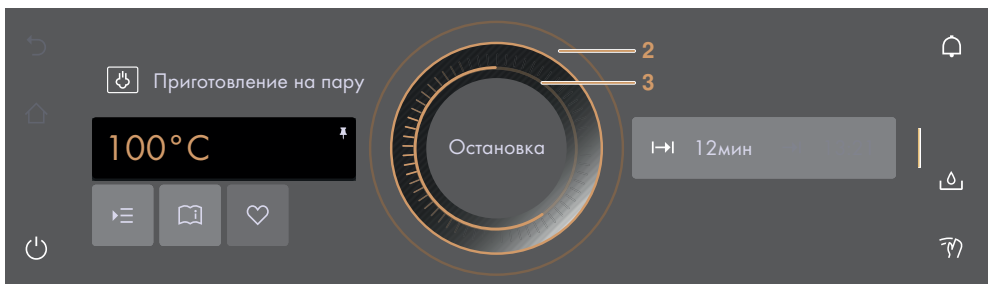 2
3
Приготовление на пару
100°C
Остановка
12мин